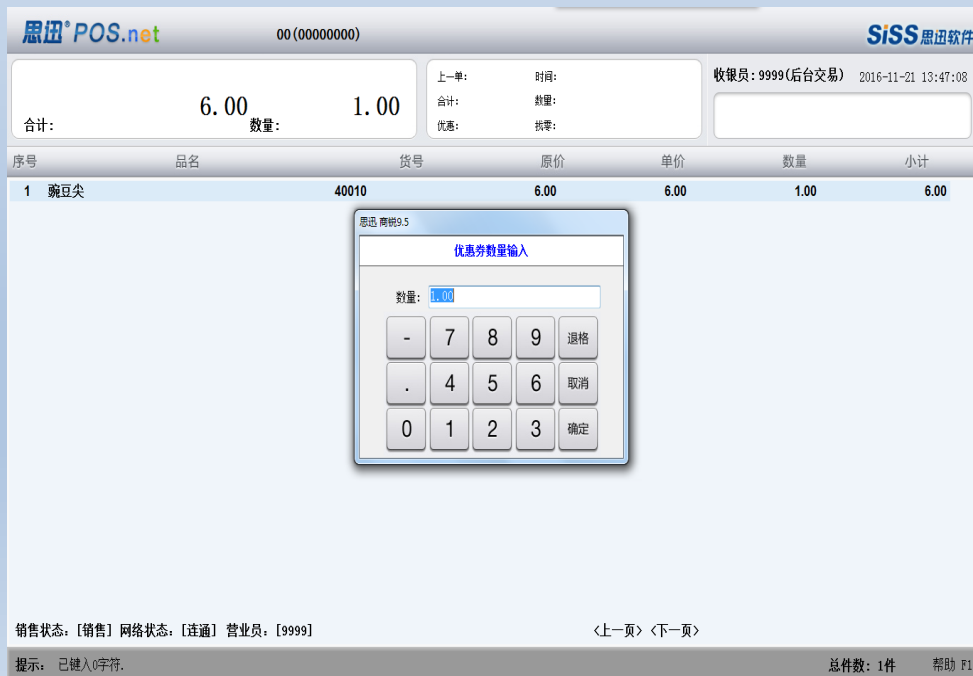 思迅®POS.net 00(00000000) SiSS思迅软件
合计: 6.00 数量: 1.00
上一单: 时间:
合计: 数量:
优惠: 找零:
收银员:9999(后台交易) 2016-11-21 13:47:08
序号 品名 货号 原价 单价 数量 小计
1 豌豆尖 40010 6.00 6.00 1.00 6.00
思迅 商锐9.5
优惠券数量输入
数量: 1.00
- 7 8 9 退格
. 4 5 6 取消
0 1 2 3 确定
销售状态: [销售] 网络状态: [连通] 营业员: [9999] 〈上一页〉〈下一页〉
提示: 已键入0字符. 总件数: 1件 帮助 F1